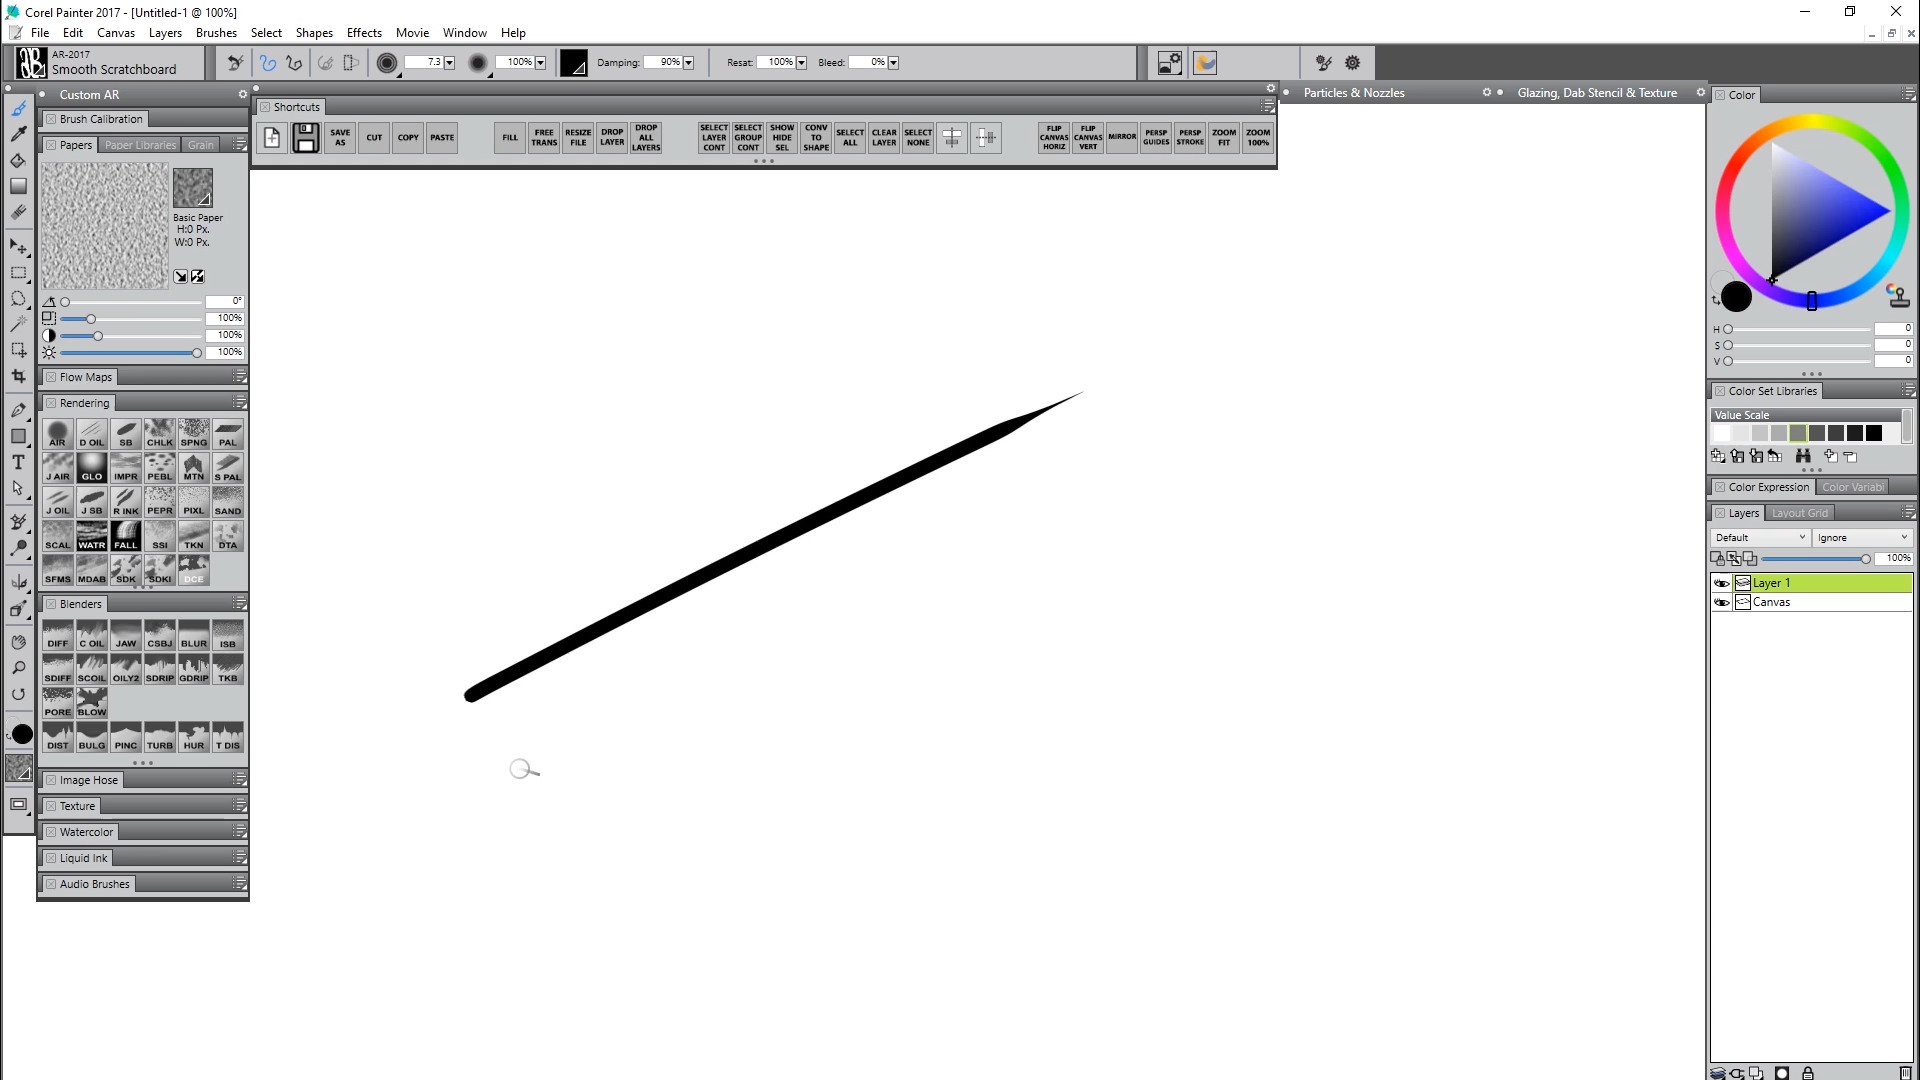 Corel Painter 2017 - [Untitled-1 @ 100%]
File Edit Canvas Layers Brushes Select Shapes Effects Movie Window Help
AR-2017
Smooth Scratchboard
7.3
100%
Damping: 90%
Resat: 100%
Bleed: 0%
Custom AR
Brush Calibration
Papers Paper Libraries Grain
Basic Paper
H:0 Px.
W:0 Px.
0°
100%
100%
100%
Flow Maps
Rendering
AIR D OIL SB CHLK SPNG PAL
J AIR GLO IMPR PEBL MTN S PAL
J OIL J SB R INK PEPR PIXL SAND
SCAL WATR FALL SSI TKN DTA
SFMS MDAB SDK SDKI DCE
Blenders
DIFF C OIL JAW CSBJ BLUR ISB
SDIFF SCOIL OILY2 SDRIP GDRIP TKB
PORE BLOW
DIST BULG PINC TURB HUR T DIS
Image Hose
Texture
Watercolor
Liquid Ink
Audio Brushes
Shortcuts
SAVE AS
CUT
COPY
PASTE
FILL
FREE TRANS
RESIZE FILE
DROP LAYER
DROP ALL LAYERS
SELECT LAYER CONT
SELECT GROUP CONT
SHOW HIDE SEL
CONV TO SHAPE
SELECT ALL
CLEAR LAYER
SELECT NONE
FLIP CANVAS HORIZ
FLIP CANVAS VERT
MIRROR
PERSP GUIDES
PERSP STROKE
ZOOM FIT
ZOOM 100%
Particles & Nozzles
Glazing, Dab Stencil & Texture
Color
H 0
S 0
V 0
Color Set Libraries
Value Scale
Color Expression Color Variabi
Layers Layout Grid
Default Ignore
100%
Layer 1
Canvas